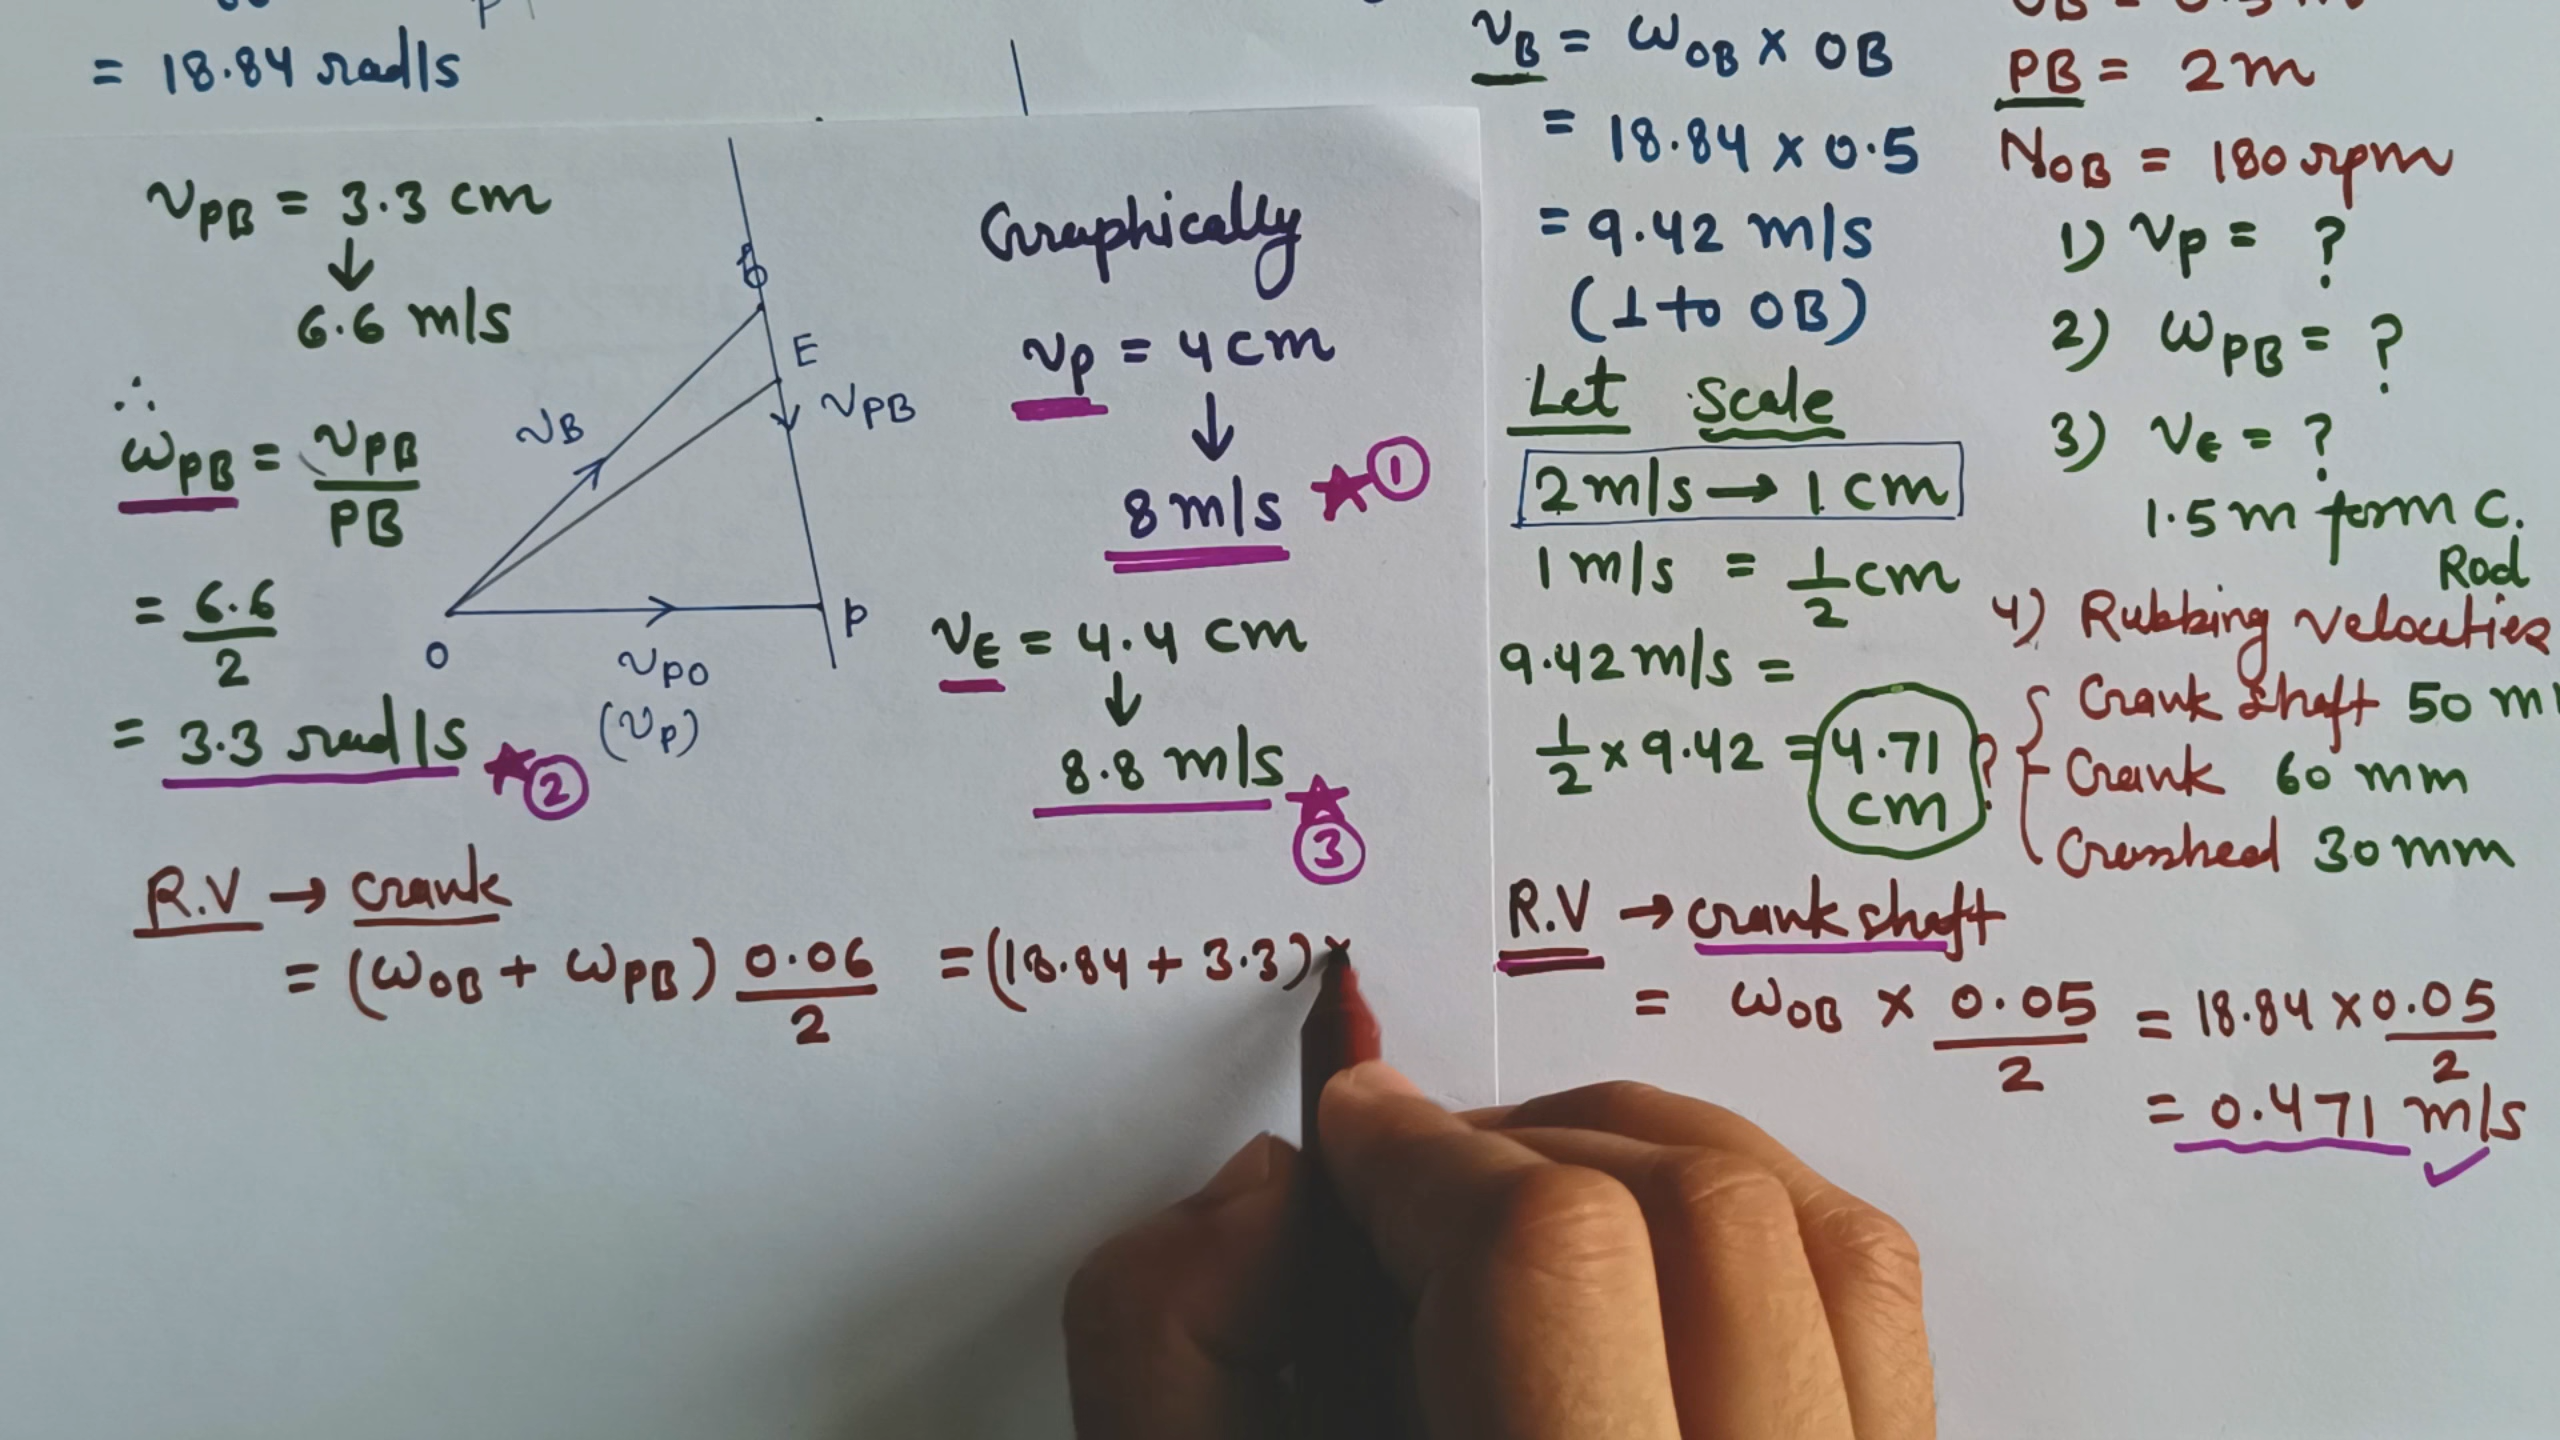 = 18.84 rad/s
vPB = 3.3 cm
↓
6.6 m/s
∴
ωPB = vPB/PB
= 6.6/2
= 3.3 rad/s ★ ②
b
E
vB
vPB
O
vPO
(vp)
p
Graphically
vp = 4 cm
↓
8 m/s ★ ①
vE = 4.4 cm
↓
8.8 m/s ★
③
R.V → crank
= (ωOB + ωPB) 0.06/2 = (18.84 + 3.3) ×
vB = ωOB × OB
= 18.84 × 0.5
= 9.42 m/s
(⊥ to OB)
Let Scale
2 m/s → 1 cm
1 m/s = 1/2 cm
9.42 m/s =
1/2 × 9.42 = 4.71 cm
PB = 2 m
NOB = 180 rpm
1) vp = ?
2) ωPB = ?
3) vE = ?
1.5 m form C.
Rod
4) Rubbing velocities
? { Crank shaft 50 m
Crank 60 mm
Crosshead 30 mm
R.V → crank shaft
= ωOB × 0.05/2 = 18.84 × 0.05/2
= 0.471 m/s ✓